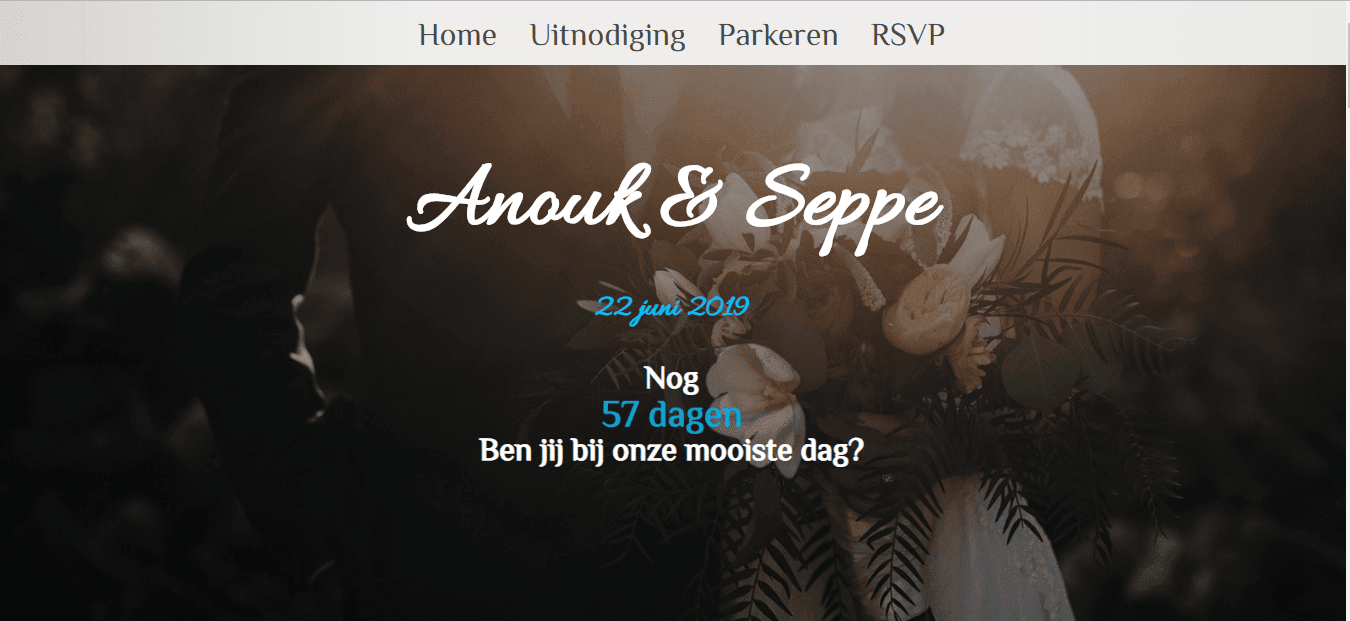 Home Uitnodiging Parkeren RSVP
Anouk & Seppe
22 juni 2019
Nog
57 dagen
Ben jij bij onze mooiste dag?